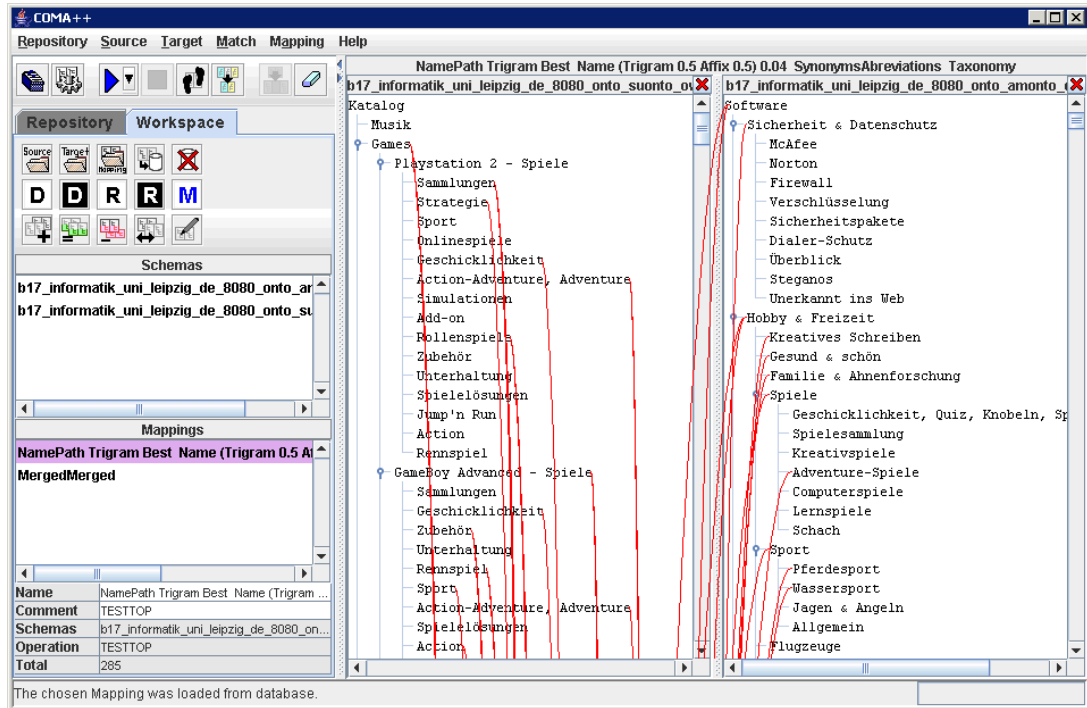 COMA++
Repository Source Target Match Mapping Help
NamePath Trigram Best Name (Trigram 0.5 Affix 0.5) 0.04 SynonymsAbreviations Taxonomy
Repository Workspace
Source Target Mapping
D D R R M
Schemas
b17_informatik_uni_leipzig_de_8080_onto_ar
b17_informatik_uni_leipzig_de_8080_onto_su
Mappings
NamePath Trigram Best Name (Trigram 0.5 Af
MergedMerged
Name NamePath Trigram Best Name (Trigram ...
Comment TESTTOP
Schemas b17_informatik_uni_leipzig_de_8080_on...
Operation TESTTOP
Total 285
b17_informatik_uni_leipzig_de_8080_onto_suonto_ov
Katalog
Musik
Games
Playstation 2 - Spiele
Sammlungen
Strategie
Sport
Onlinespiele
Geschicklichkeit
Action-Adventure, Adventure
Simulationen
Add-on
Rollenspiele
Zubehör
Unterhaltung
Spielelösungen
Jump'n Run
Action
Rennspiel
GameBoy Advanced - Spiele
Sammlungen
Geschicklichkeit
Zubehör
Unterhaltung
Rennspiel
Sport
Action-Adventure, Adventure
Spielelösungen
Action
b17_informatik_uni_leipzig_de_8080_onto_amonto_
Software
Sicherheit & Datenschutz
McAfee
Norton
Firewall
Verschlüsselung
Sicherheitspakete
Dialer-Schutz
Überblick
Steganos
Unerkannt ins Web
Hobby & Freizeit
Kreatives Schreiben
Gesund & schön
Familie & Ahnenforschung
Spiele
Geschicklichkeit, Quiz, Knobeln, Sp
Spielesammlung
Kreativspiele
Adventure-Spiele
Computerspiele
Lernspiele
Schach
Sport
Pferdesport
Wassersport
Jagen & Angeln
Allgemein
Flugzeuge
The chosen Mapping was loaded from database.